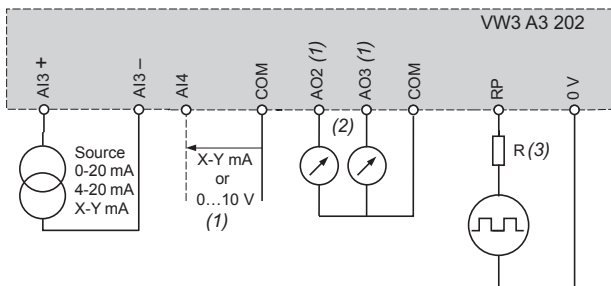 VW3 A3 202
AI3 +
AI3 –
AI4
COM
AO2 (1)
AO3 (1)
COM
RP
0 V
Source
0-20 mA
4-20 mA
X-Y mA
X-Y mA
or
0...10 V
(1)
(2)
R (3)